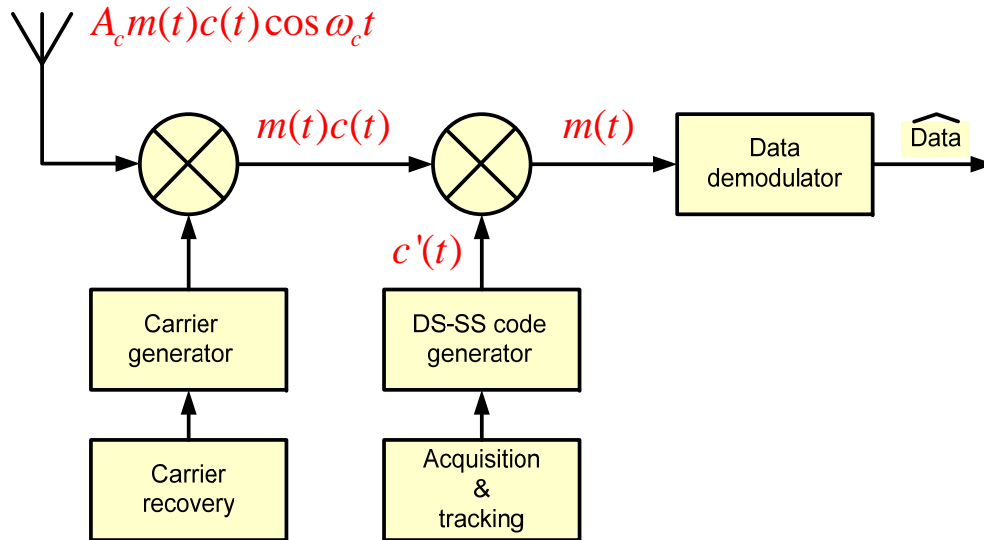 A_c m(t)c(t) cos ω_c t
m(t)c(t)
m(t)
Data
demodulator
Data
c'(t)
Carrier
generator
DS-SS code
generator
Carrier
recovery
Acquisition
&
tracking